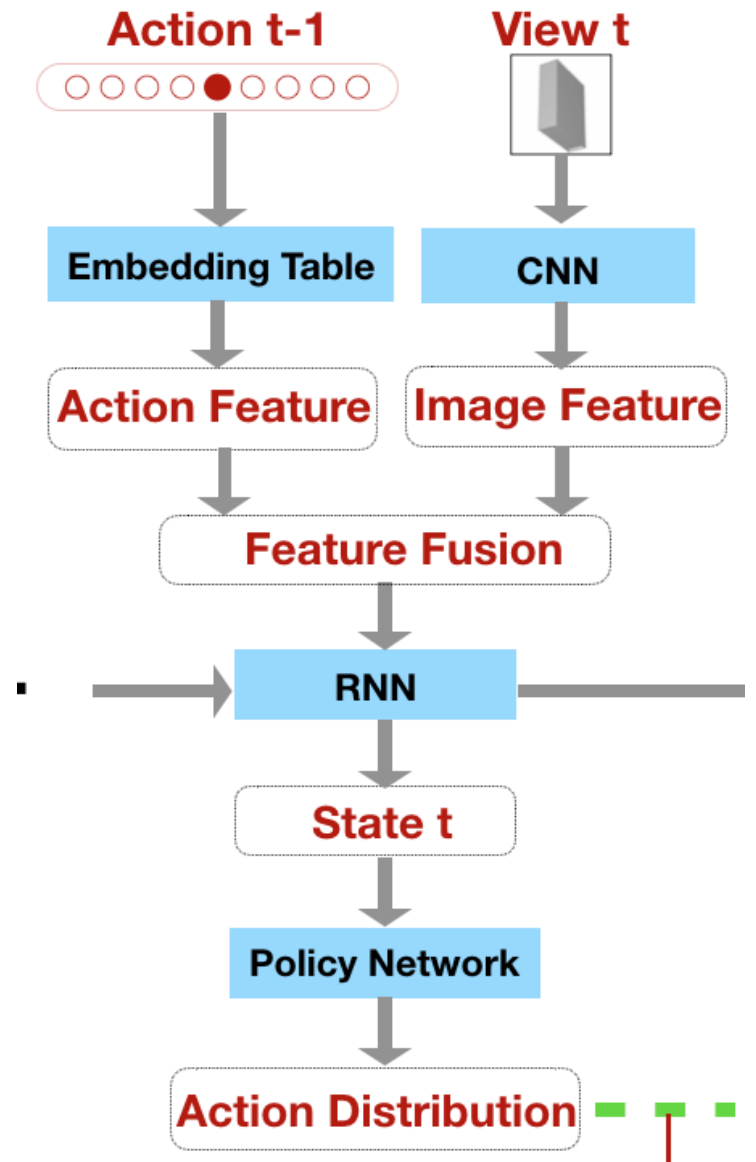 Action t-1
View t
Embedding Table
CNN
Action Feature
Image Feature
Feature Fusion
RNN
State t
Policy Network
Action Distribution